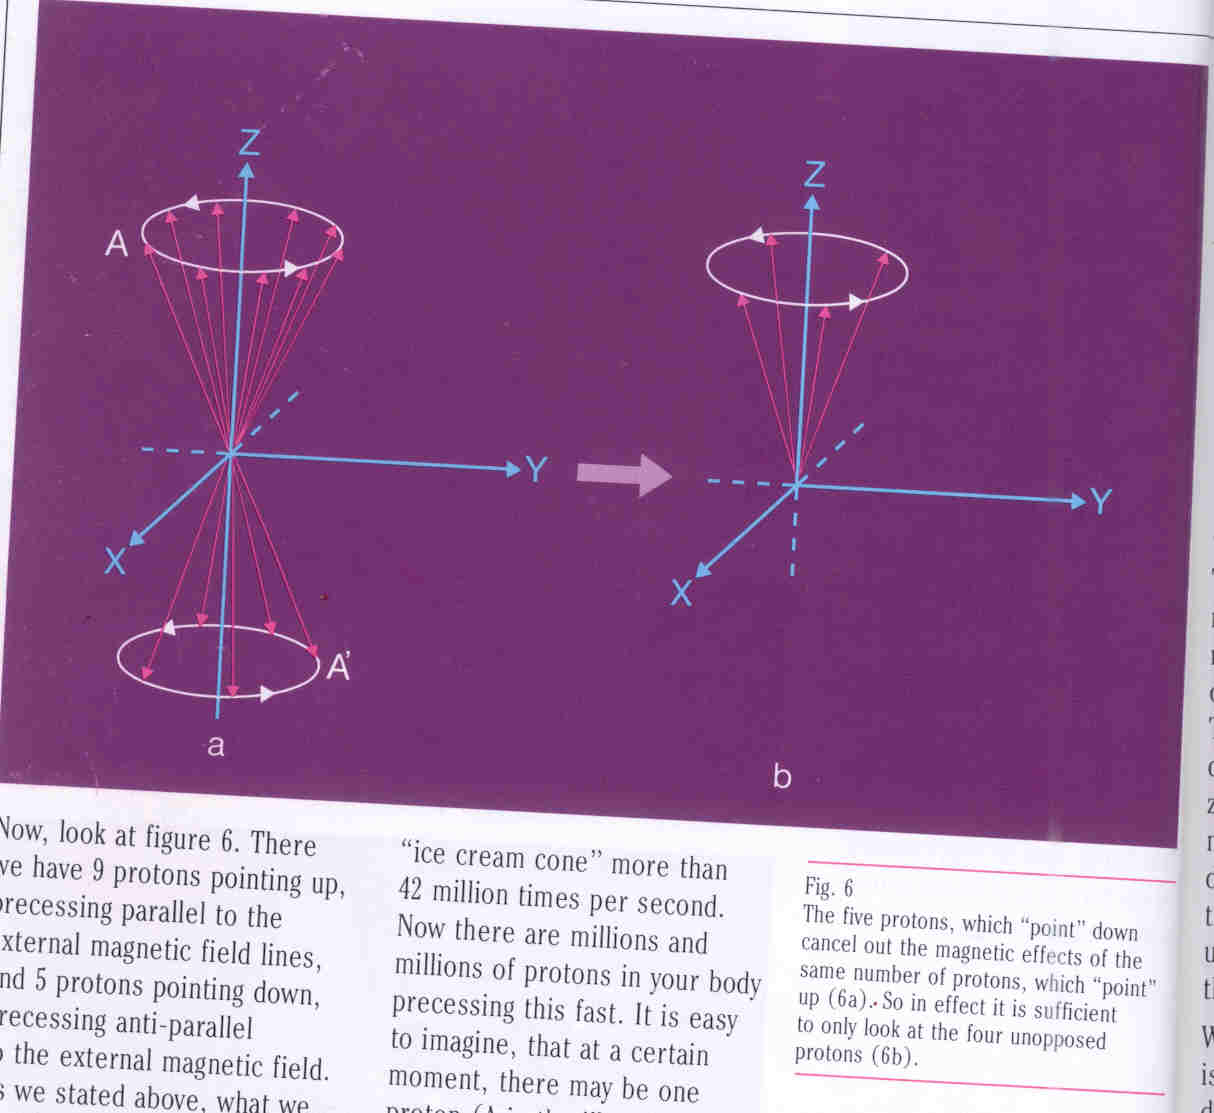 Z
A
Y
X
A’
a
Z
Y
X
b
Now, look at figure 6. There
we have 9 protons pointing up,
precessing parallel to the
external magnetic field lines,
and 5 protons pointing down,
precessing anti-parallel
to the external magnetic field.
we stated above, what we
“ice cream cone” more than
42 million times per second.
Now there are millions and
millions of protons in your body
precessing this fast. It is easy
to imagine, that at a certain
moment, there may be one
proton (A in the
Fig. 6
The five protons, which “point” down
cancel out the magnetic effects of the
same number of protons, which “point”
up (6a). So in effect it is sufficient
to only look at the four unopposed
protons (6b).